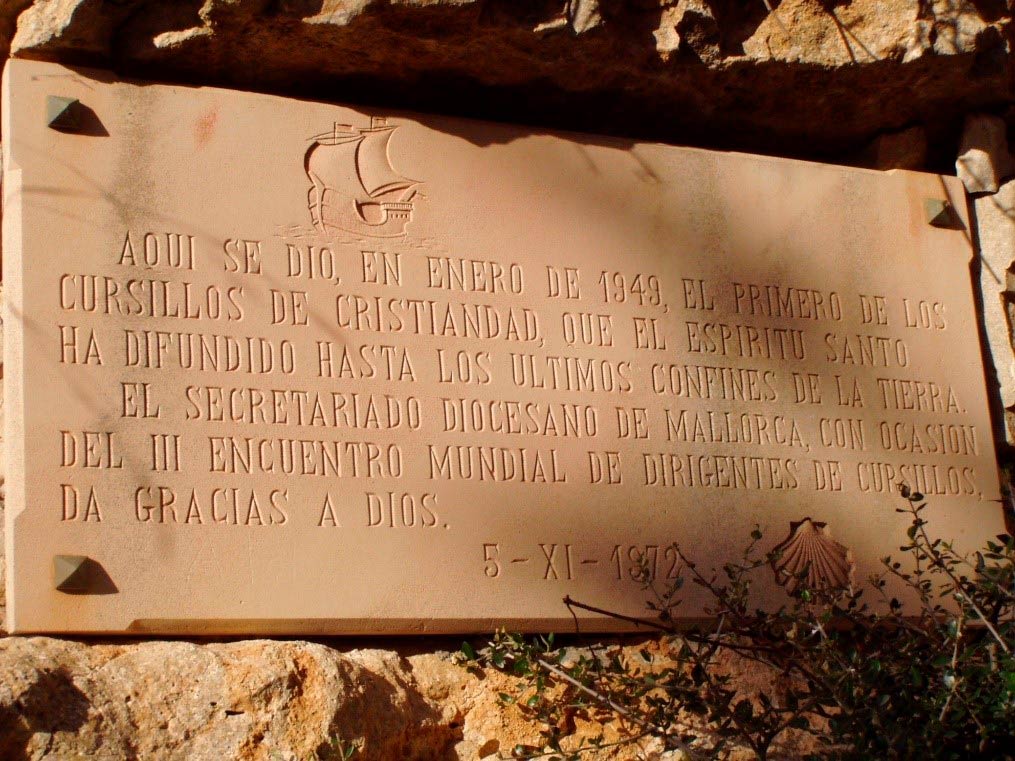 AQUI SE DIO, EN ENERO DE 1949, EL PRIMERO DE LOS
CURSILLOS DE CRISTIANDAD, QUE EL ESPIRITU SANTO
HA DIFUNDIDO HASTA LOS ULTIMOS CONFINES DE LA TIERRA.
EL SECRETARIADO DIOCESANO DE MALLORCA, CON OCASION
DEL III ENCUENTRO MUNDIAL DE DIRIGENTES DE CURSILLOS,
DA GRACIAS A DIOS.
5-XI-1972